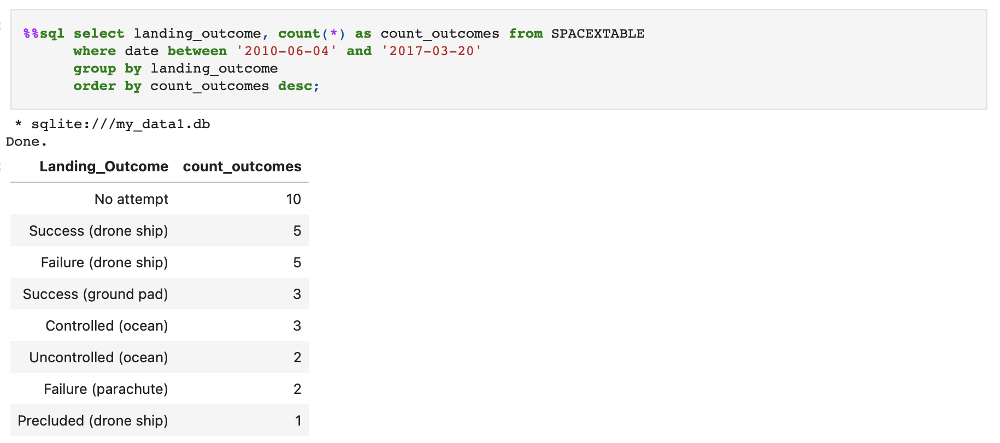 %%sql select landing_outcome, count(*) as count_outcomes from SPACEXTABLE
where date between '2010-06-04' and '2017-03-20'
group by landing_outcome
order by count_outcomes desc;
* sqlite:///my_data1.db
Done.
Landing_Outcome count_outcomes
No attempt 10
Success (drone ship) 5
Failure (drone ship) 5
Success (ground pad) 3
Controlled (ocean) 3
Uncontrolled (ocean) 2
Failure (parachute) 2
Precluded (drone ship) 1